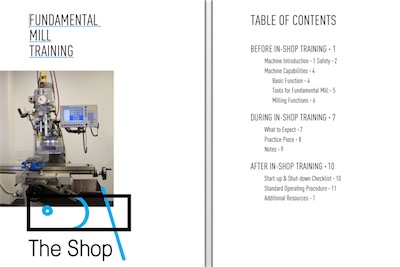 FUNDAMENTAL
MILL
TRAINING
The Shop
TABLE OF CONTENTS
BEFORE IN-SHOP TRAINING • 1
Machine Introduction • 1 Safety • 2
Machine Capabilities • 4
Basic Function • 4
Tools for Fundamental Mill • 5
Milling Functions • 6
DURING IN-SHOP TRAINING • 7
What to Expect • 7
Practice Piece • 8
Notes • 9
AFTER IN-SHOP TRAINING • 10
Start-up & Shut-down Checklist • 10
Standard Operating Procedure • 11
Additional Resources • 1